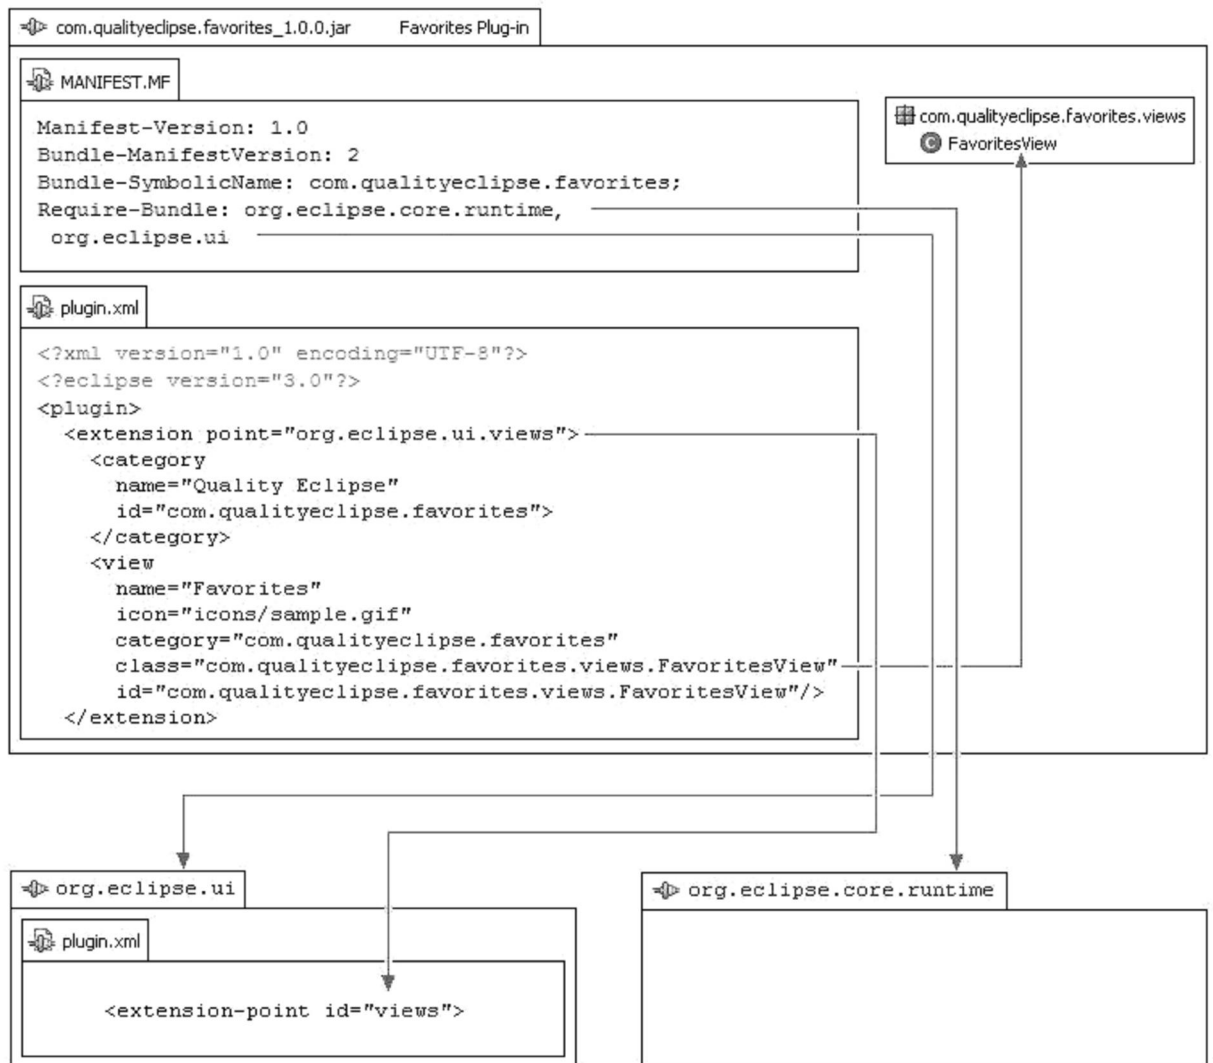 com.qualityeclipse.favorites_1.0.0.jar Favorites Plug-in
MANIFEST.MF
Manifest-Version: 1.0
Bundle-ManifestVersion: 2
Bundle-SymbolicName: com.qualityeclipse.favorites;
Require-Bundle: org.eclipse.core.runtime,
org.eclipse.ui
com.qualityeclipse.favorites.views
C FavoritesView
plugin.xml
<?xml version="1.0" encoding="UTF-8"?>
<?eclipse version="3.0"?>
<plugin>
<extension point="org.eclipse.ui.views">
<category
name="Quality Eclipse"
id="com.qualityeclipse.favorites">
</category>
<view
name="Favorites"
icon="icons/sample.gif"
category="com.qualityeclipse.favorites"
class="com.qualityeclipse.favorites.views.FavoritesView"
id="com.qualityeclipse.favorites.views.FavoritesView"/>
</extension>
org.eclipse.ui
plugin.xml
<extension-point id="views">
org.eclipse.core.runtime